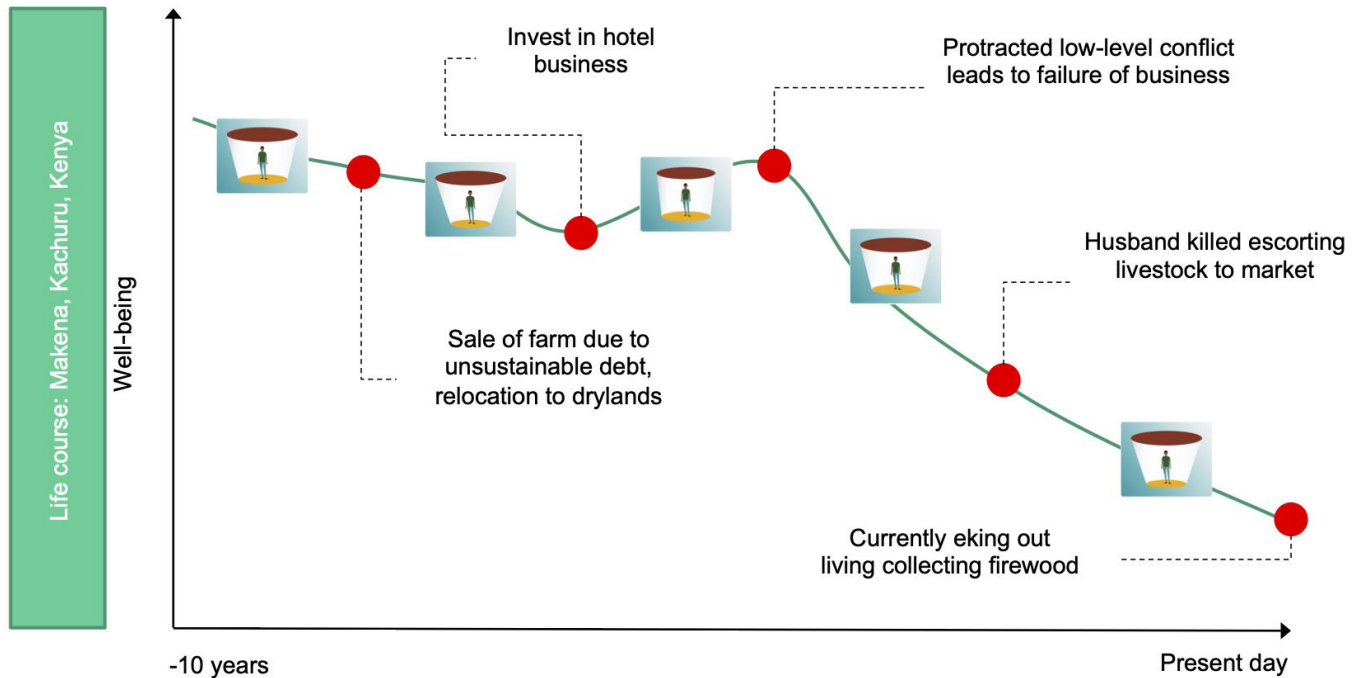 Life course: Makena, Kachuru, Kenya
Well-being
Invest in hotel
business
Protracted low-level conflict
leads to failure of business
Husband killed escorting
livestock to market
Sale of farm due to
unsustainable debt,
relocation to drylands
Currently eking out
living collecting firewood
-10 years
Present day